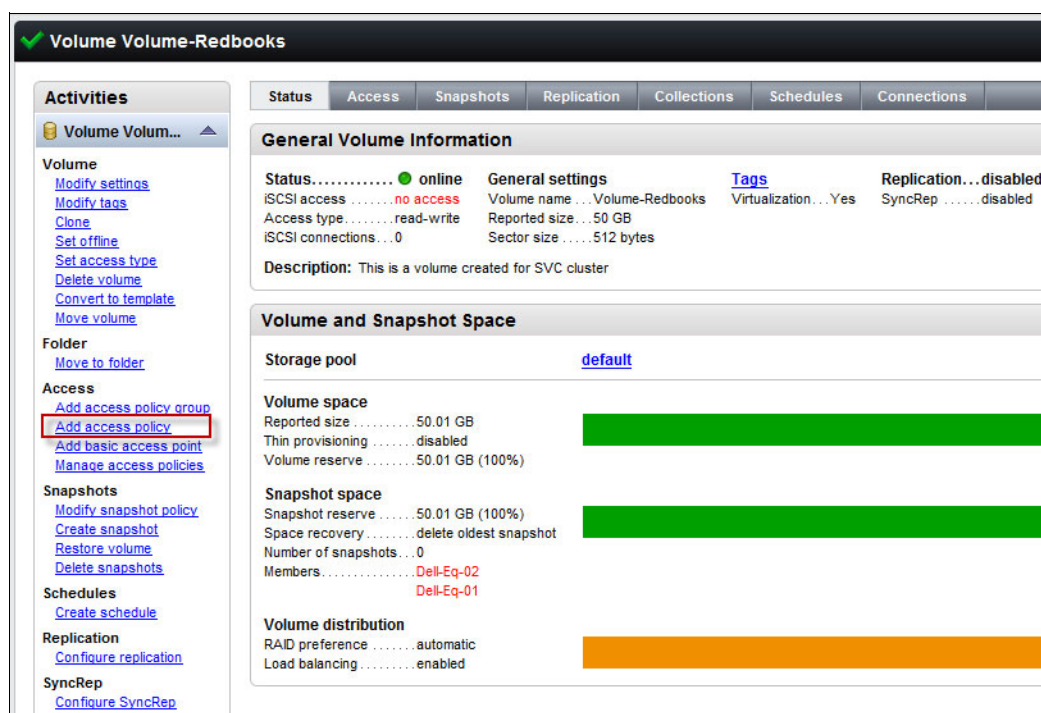 Volume Volume-Redbooks
Activities
Volume Volum...
Volume
Modify settings
Modify tags
Clone
Set offline
Set access type
Delete volume
Convert to template
Move volume
Folder
Move to folder
Access
Add access policy group
Add access policy
Add basic access point
Manage access policies
Snapshots
Modify snapshot policy
Create snapshot
Restore volume
Delete snapshots
Schedules
Create schedule
Replication
Configure replication
SyncRep
Configure SyncRep
Status Access Snapshots Replication Collections Schedules Connections
General Volume Information
Status............. online General settings Tags Replication...disabled
iSCSI access .......no access Volume name ...Volume-Redbooks Virtualization...Yes SyncRep ......disabled
Access type........read-write Reported size...50 GB
iSCSI connections...0 Sector size .....512 bytes
Description: This is a volume created for SVC cluster
Volume and Snapshot Space
Storage pool default
Volume space
Reported size ..........50.01 GB
Thin provisioning .......disabled
Volume reserve ........50.01 GB (100%)
Snapshot space
Snapshot reserve ......50.01 GB (100%)
Space recovery ........delete oldest snapshot
Number of snapshots...0
Members...............Dell-Eq-02
Dell-Eq-01
Volume distribution
RAID preference .......automatic
Load balancing.........enabled